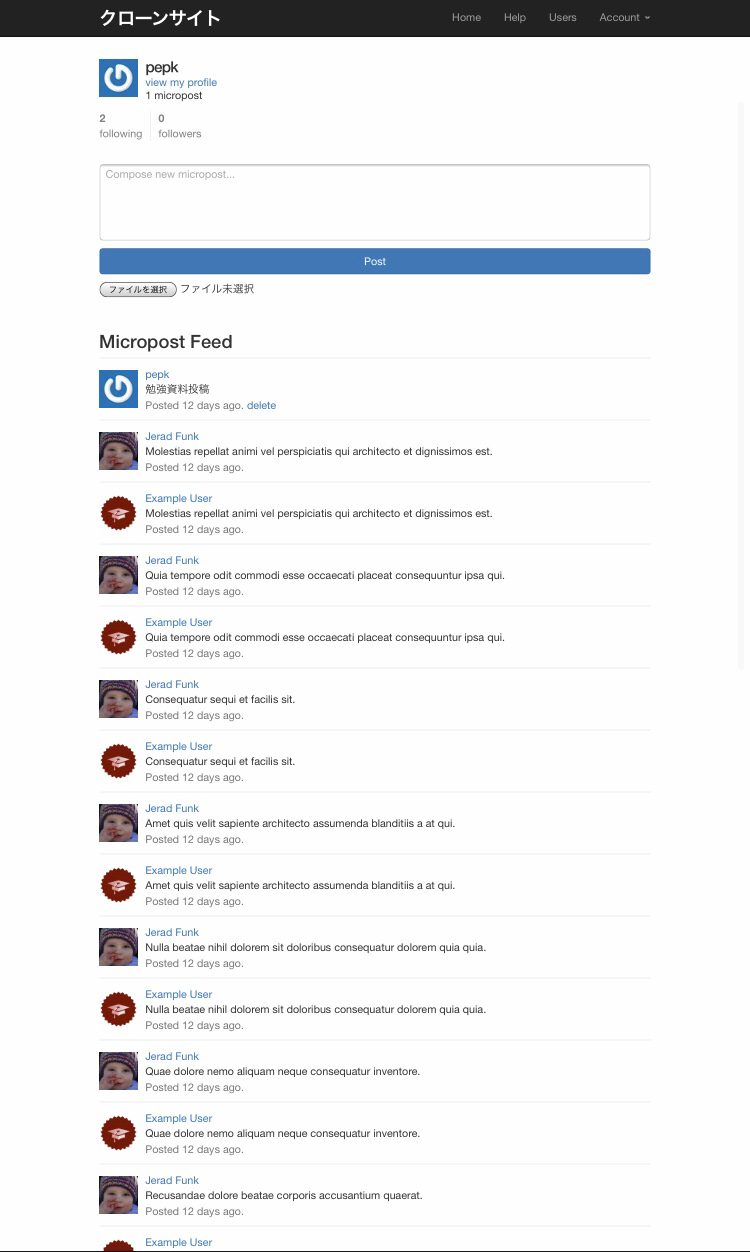 クローンサイト
Home Help Users Account
pepk
view my profile
1 micropost
2 0
following followers
Compose new micropost...
Post
ファイルを選択 ファイル未選択
Micropost Feed
pepk
勉強資料投稿
Posted 12 days ago. delete
Jerad Funk
Molestias repellat animi vel perspiciatis qui architecto et dignissimos est.
Posted 12 days ago.
Example User
Molestias repellat animi vel perspiciatis qui architecto et dignissimos est.
Posted 12 days ago.
Jerad Funk
Quia tempore odit commodi esse occaecati placeat consequuntur ipsa qui.
Posted 12 days ago.
Example User
Quia tempore odit commodi esse occaecati placeat consequuntur ipsa qui.
Posted 12 days ago.
Jerad Funk
Consequatur sequi et facilis sit.
Posted 12 days ago.
Example User
Consequatur sequi et facilis sit.
Posted 12 days ago.
Jerad Funk
Amet quis velit sapiente architecto assumenda blanditiis a at qui.
Posted 12 days ago.
Example User
Amet quis velit sapiente architecto assumenda blanditiis a at qui.
Posted 12 days ago.
Jerad Funk
Nulla beatae nihil dolorem sit doloribus consequatur dolorem quia quia.
Posted 12 days ago.
Example User
Nulla beatae nihil dolorem sit doloribus consequatur dolorem quia quia.
Posted 12 days ago.
Jerad Funk
Quae dolore nemo aliquam neque consequatur inventore.
Posted 12 days ago.
Example User
Quae dolore nemo aliquam neque consequatur inventore.
Posted 12 days ago.
Jerad Funk
Recusandae dolore beatae corporis accusantium quaerat.
Posted 12 days ago.
Example User